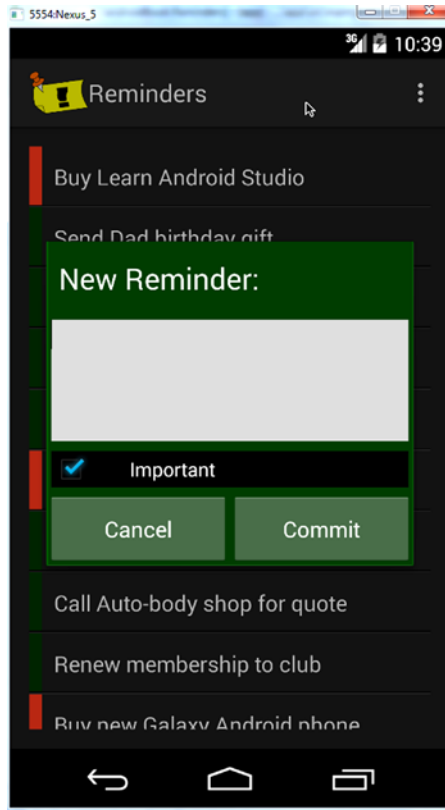 5554:Nexus_5
3G 10:39
! Reminders
Buy Learn Android Studio
Send Dad birthday gift
New Reminder:
Important
Cancel Commit
Call Auto-body shop for quote
Renew membership to club
Buy new Galaxy Android phone